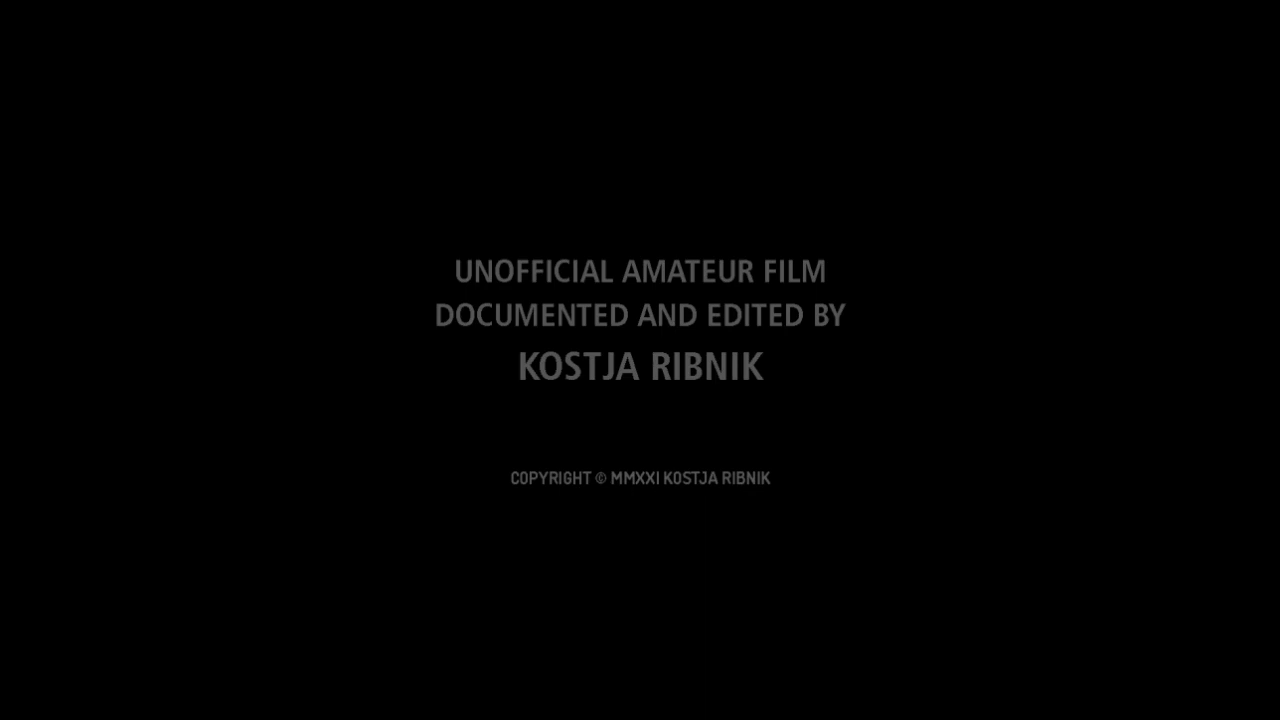 UNOFFICIAL AMATEUR FILM
DOCUMENTED AND EDITED BY
KOSTJA RIBNIK
COPYRIGHT © MMXXI KOSTJA RIBNIK